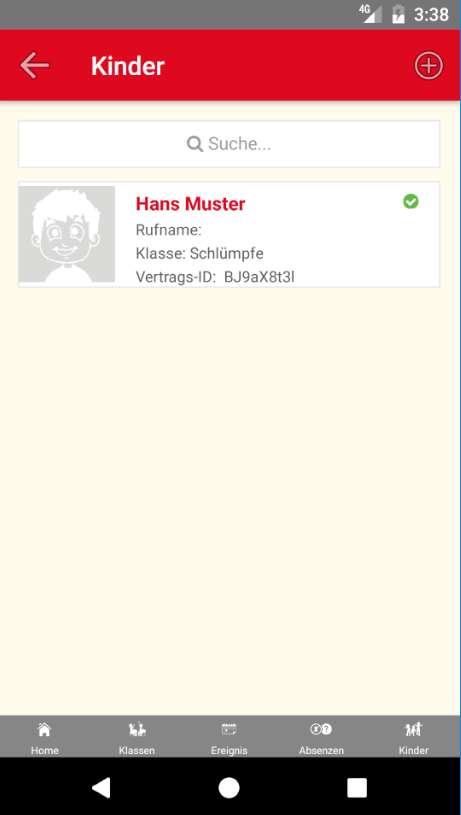 4G 3:38
Kinder
Suche...
Hans Muster
Rufname:
Klasse: Schlümpfe
Vertrags-ID: BJ9aX8t3l
Home Klassen Ereignis Absenzen Kinder